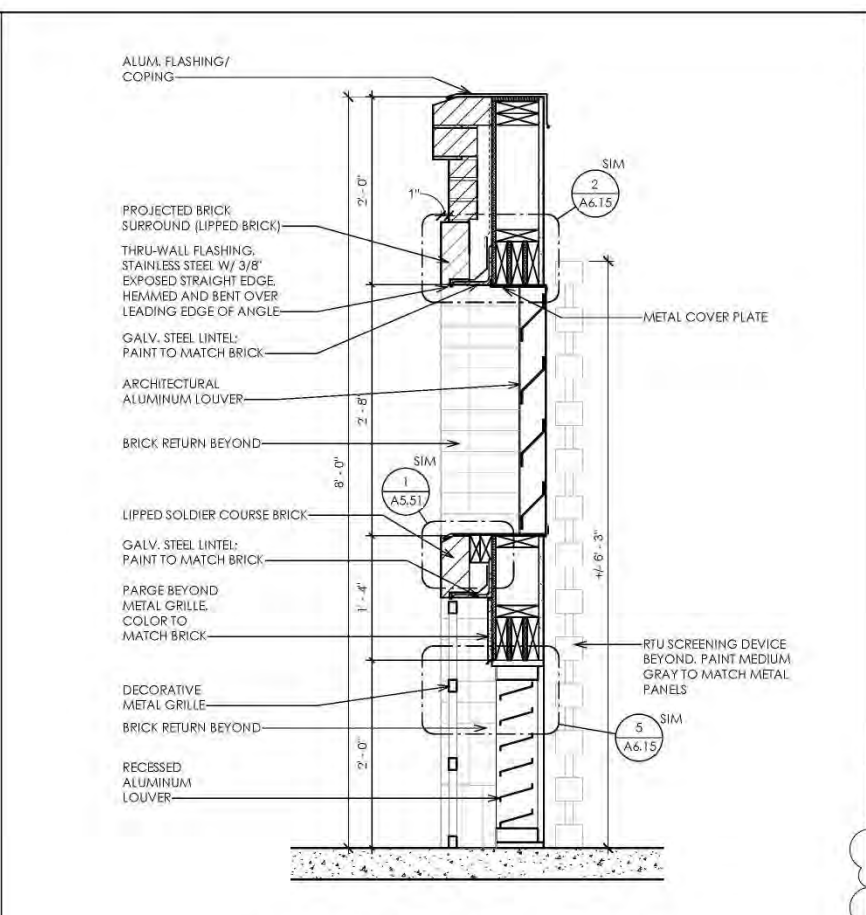 ALUM. FLASHING/
COPING
SIM
2
A6.15
2' - 0"
1"
PROJECTED BRICK
SURROUND (LIPPED BRICK)
THRU-WALL FLASHING,
STAINLESS STEEL W/ 3/8"
EXPOSED STRAIGHT EDGE,
HEMMED AND BENT OVER
LEADING EDGE OF ANGLE
METAL COVER PLATE
GALV. STEEL LINTEL;
PAINT TO MATCH BRICK
ARCHITECTURAL
ALUMINUM LOUVER
2' - 8"
BRICK RETURN BEYOND
8' - 0"
SIM
1
A5.51
LIPPED SOLDIER COURSE BRICK
GALV. STEEL LINTEL;
PAINT TO MATCH BRICK
+/- 6' - 3"
1' - 4"
PARGE BEYOND
METAL GRILLE,
COLOR TO
MATCH BRICK
RTU SCREENING DEVICE
BEYOND. PAINT MEDIUM
GRAY TO MATCH METAL
PANELS
DECORATIVE
METAL GRILLE
BRICK RETURN BEYOND
SIM
5
A6.15
2' - 0"
RECESSED
ALUMINUM
LOUVER